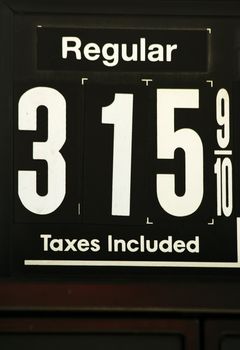 Regular
3 15 9/10
Taxes Included